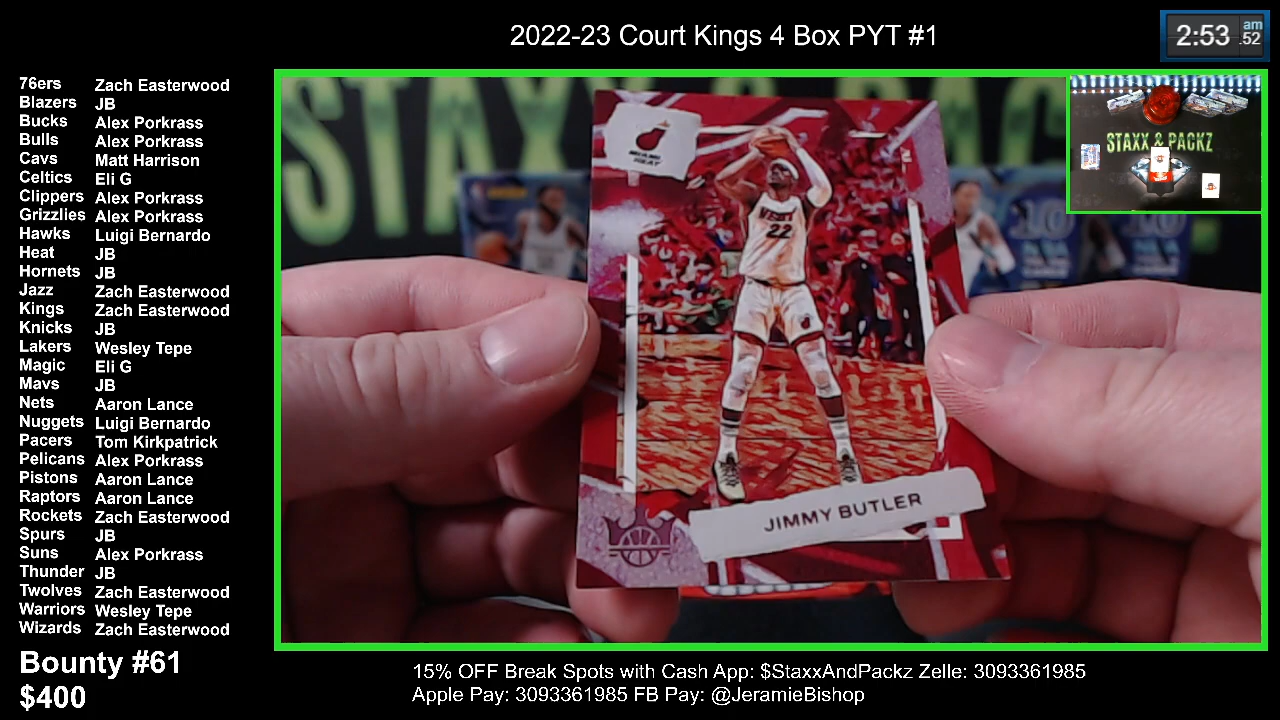 2022-23 Court Kings 4 Box PYT #1
2:53 am .52
76ers Zach Easterwood
Blazers JB
Bucks Alex Porkrass
Bulls Alex Porkrass
Cavs Matt Harrison
Celtics Eli G
Clippers Alex Porkrass
Grizzlies Alex Porkrass
Hawks Luigi Bernardo
Heat JB
Hornets JB
Jazz Zach Easterwood
Kings Zach Easterwood
Knicks JB
Lakers Wesley Tepe
Magic Eli G
Mavs JB
Nets Aaron Lance
Nuggets Luigi Bernardo
Pacers Tom Kirkpatrick
Pelicans Alex Porkrass
Pistons Aaron Lance
Raptors Aaron Lance
Rockets Zach Easterwood
Spurs JB
Suns Alex Porkrass
Thunder JB
Twolves Zach Easterwood
Warriors Wesley Tepe
Wizards Zach Easterwood
Bounty #61
$400
STAXX & PACKZ
MIAMI
HEAT
22
JIMMY BUTLER
10
10
STAXX & PACKZ
15% OFF Break Spots with Cash App: $StaxxAndPackz Zelle: 3093361985
Apple Pay: 3093361985 FB Pay: @JeramieBishop